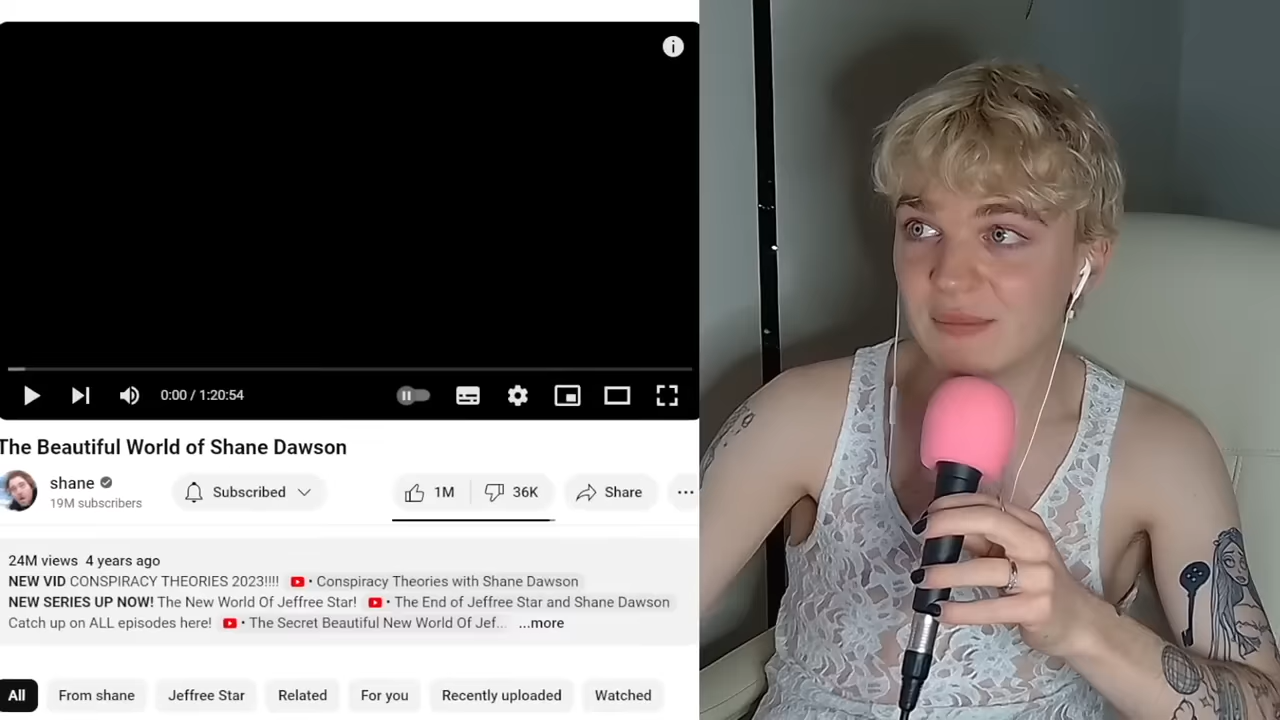 i
0:00 / 1:20:54
The Beautiful World of Shane Dawson
shane
19M subscribers
Subscribed
1M
36K
Share
24M views 4 years ago
NEW VID CONSPIRACY THEORIES 2023!!!! • Conspiracy Theories with Shane Dawson
NEW SERIES UP NOW! The New World Of Jeffree Star! • The End of Jeffree Star and Shane Dawson
Catch up on ALL episodes here! • The Secret Beautiful New World Of Jef... ...more
All
From shane
Jeffree Star
Related
For you
Recently uploaded
Watched